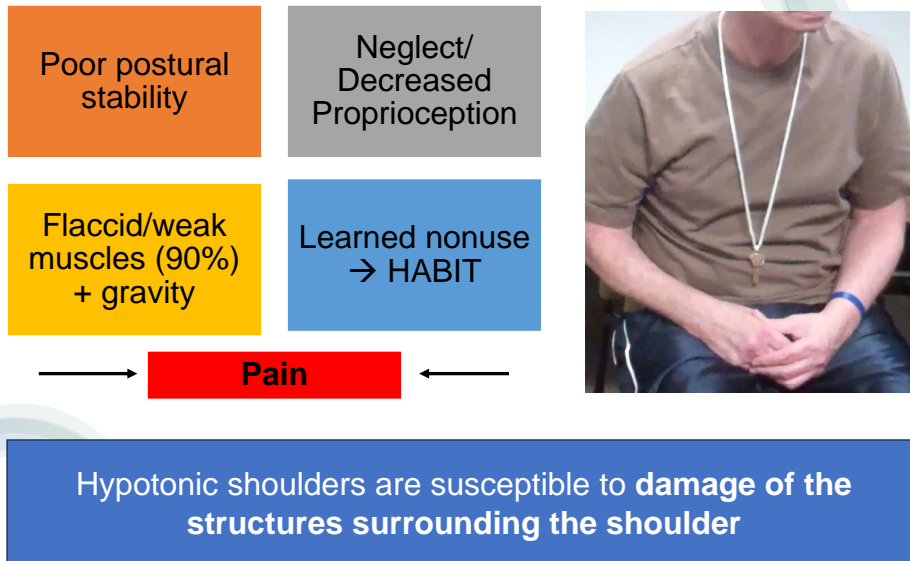 Poor postural
stability
Neglect/
Decreased
Proprioception
Flaccid/weak
muscles (90%)
+ gravity
Learned nonuse
→ HABIT
Pain
Hypotonic shoulders are susceptible to damage of the
structures surrounding the shoulder